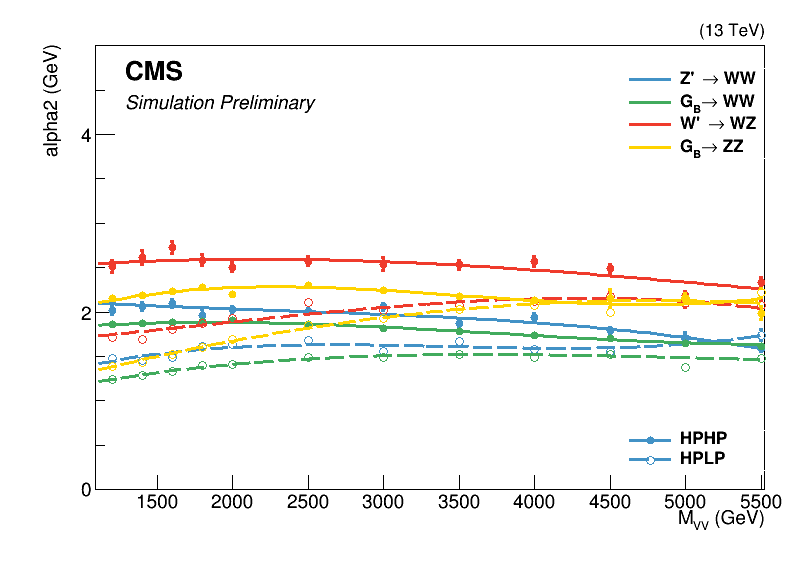 (13 TeV)
alpha2 (GeV)
CMS
Simulation Preliminary
Z' → WW
G_B → WW
W' → WZ
G_B → ZZ
4
2
0
HPHP
HPLP
1500 2000 2500 3000 3500 4000 4500 5000 5500
M_VV (GeV)